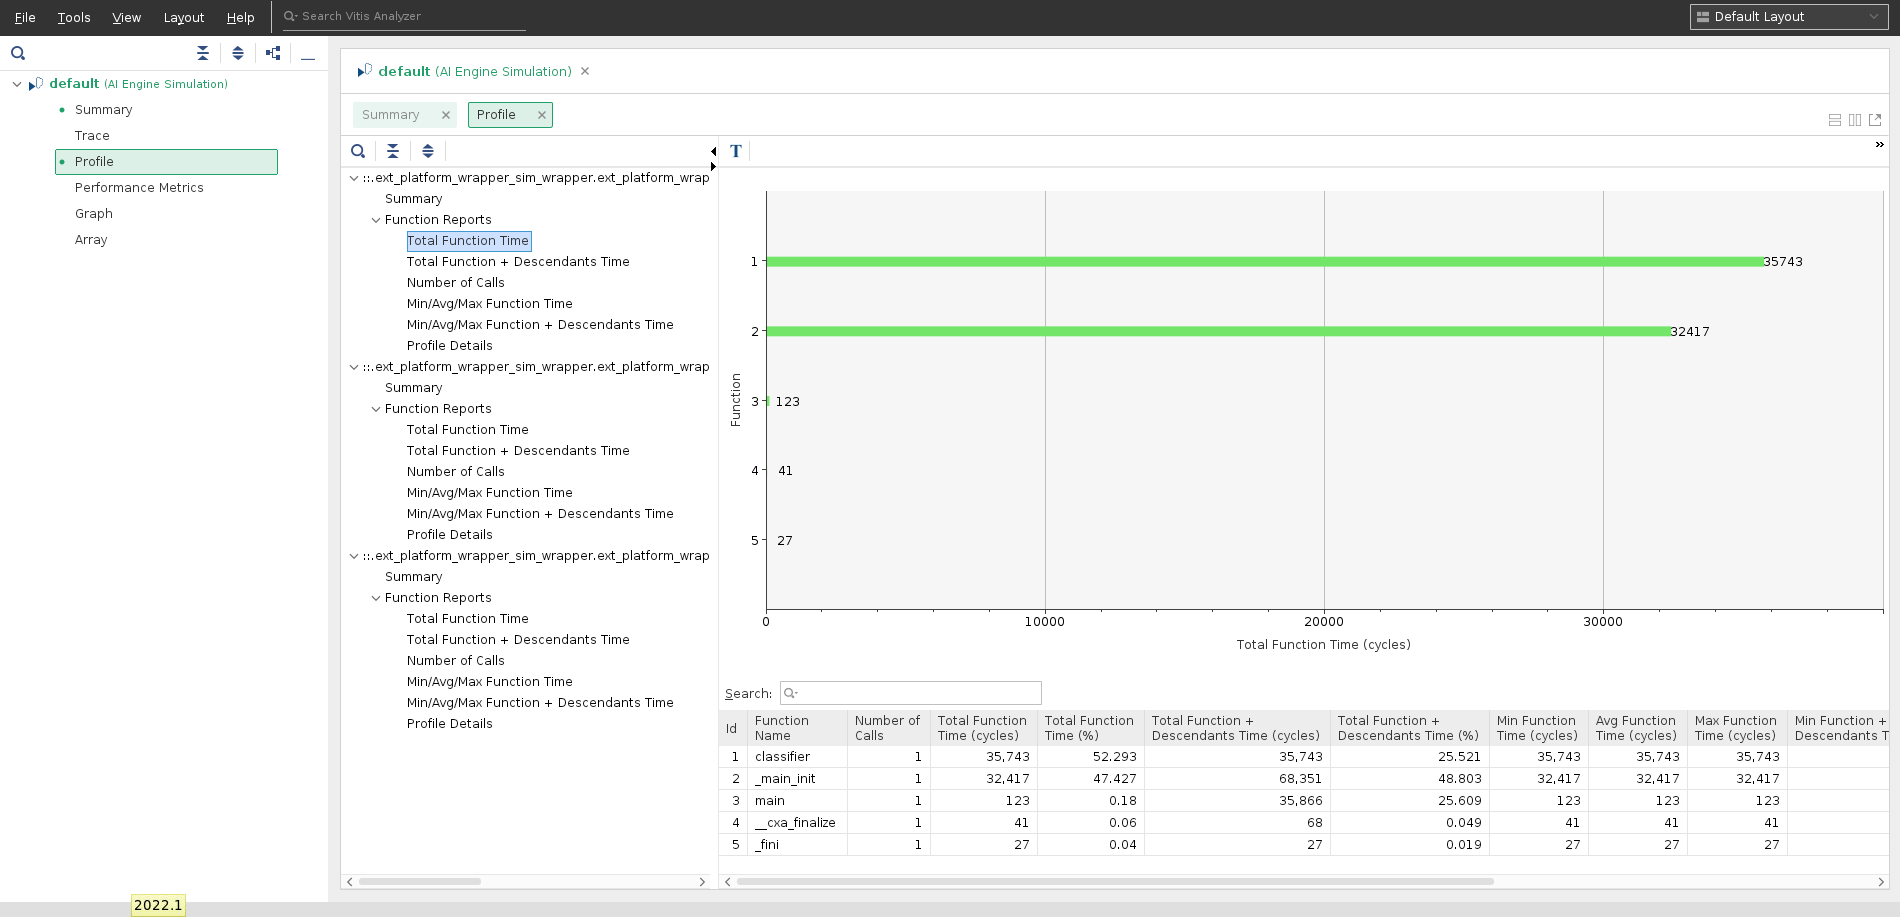 File Tools View Layout Help Search Vitis Analyzer Default Layout
default (AI Engine Simulation)
Summary
Trace
Profile
Performance Metrics
Graph
Array
default (AI Engine Simulation)
Summary Profile
::.ext_platform_wrapper_sim_wrapper.ext_platform_wrap
Summary
Function Reports
Total Function Time
Total Function + Descendants Time
Number of Calls
Min/Avg/Max Function Time
Min/Avg/Max Function + Descendants Time
Profile Details
::.ext_platform_wrapper_sim_wrapper.ext_platform_wrap
Summary
Function Reports
Total Function Time
Total Function + Descendants Time
Number of Calls
Min/Avg/Max Function Time
Min/Avg/Max Function + Descendants Time
Profile Details
::.ext_platform_wrapper_sim_wrapper.ext_platform_wrap
Summary
Function Reports
Total Function Time
Total Function + Descendants Time
Number of Calls
Min/Avg/Max Function Time
Min/Avg/Max Function + Descendants Time
Profile Details
T
Function
1 35743
2 32417
3 123
4 41
5 27
0 10000 20000 30000
Total Function Time (cycles)
Search:
Id Function Name Number of Calls Total Function Time (cycles) Total Function Time (%) Total Function + Descendants Time (cycles) Total Function + Descendants Time (%) Min Function Time (cycles) Avg Function Time (cycles) Max Function Time (cycles) Min Function + Descendants T
1 classifier 1 35,743 52.293 35,743 25.521 35,743 35,743 35,743
2 _main_init 1 32,417 47.427 68,351 48.803 32,417 32,417 32,417
3 main 1 123 0.18 35,866 25.609 123 123 123
4 __cxa_finalize 1 41 0.06 68 0.049 41 41 41
5 _fini 1 27 0.04 27 0.019 27 27 27
2022.1